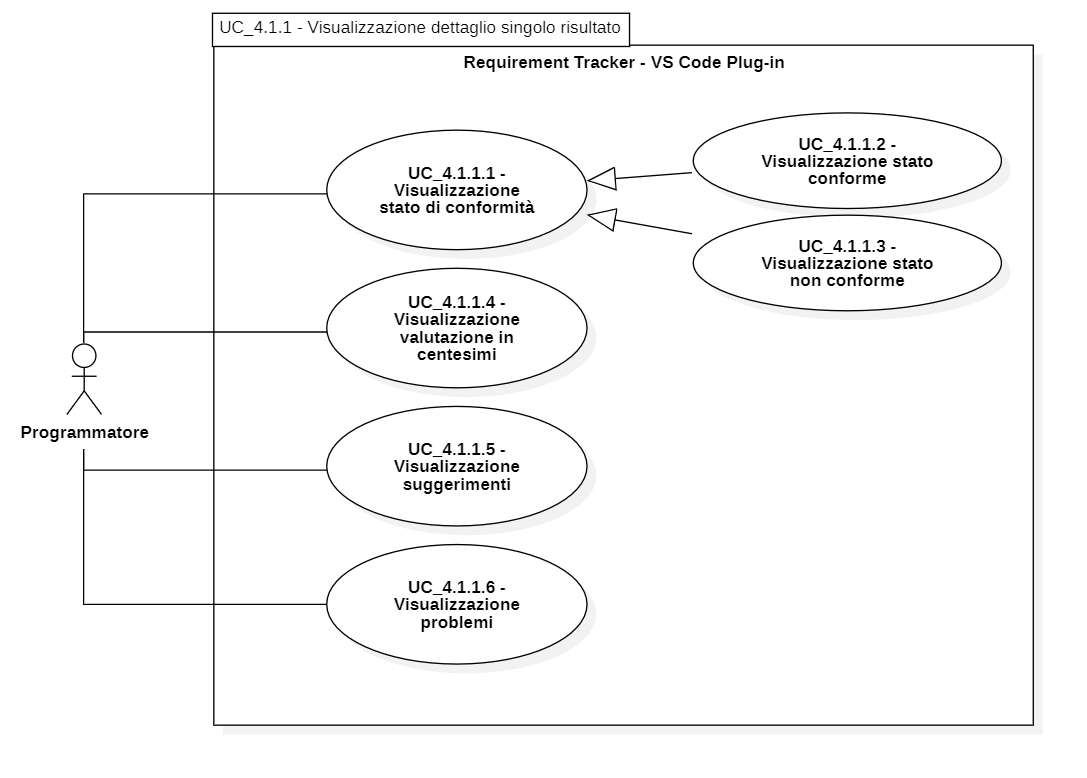 UC_4.1.1 - Visualizzazione dettaglio singolo risultato
Requirement Tracker - VS Code Plug-in
UC_4.1.1.1 -
Visualizzazione
stato di conformità
UC_4.1.1.2 -
Visualizzazione stato
conforme
UC_4.1.1.3 -
Visualizzazione stato
non conforme
UC_4.1.1.4 -
Visualizzazione
valutazione in
centesimi
Programmatore
UC_4.1.1.5 -
Visualizzazione
suggerimenti
UC_4.1.1.6 -
Visualizzazione
problemi